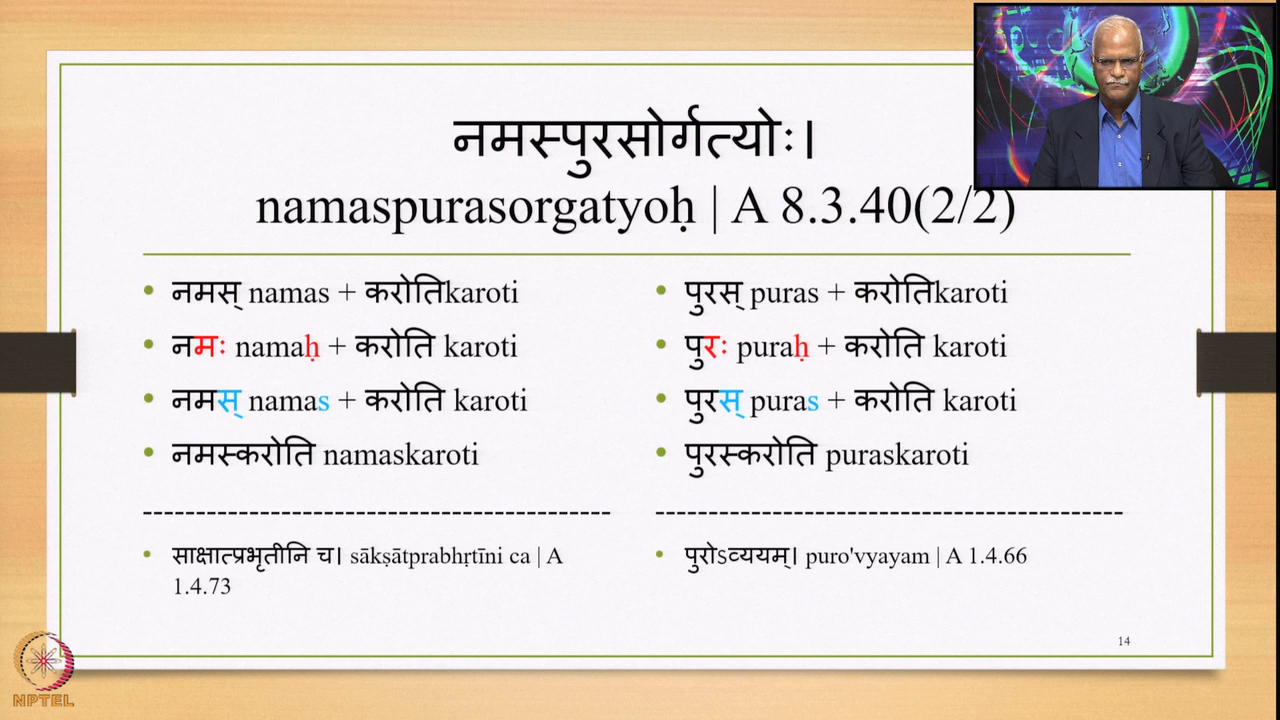 नमस्पुरसोर्गत्योः।
namaspurasorgatyoḥ | A 8.3.40(2/2)
नमस् namas + करोतिkaroti
नमः namaḥ + करोति karoti
नमस् namas + करोति karoti
नमस्करोति namaskaroti
-------------------------------------------
साक्षात्प्रभृतीनि च। sākṣātprabhṛtīni ca | A
1.4.73
पुरस् puras + करोतिkaroti
पुरः puraḥ + करोति karoti
पुरस् puras + करोति karoti
पुरस्करोति puraskaroti
-------------------------------------------
पुरोऽव्ययम्। puro'vyayam | A 1.4.66
14
NPTEL